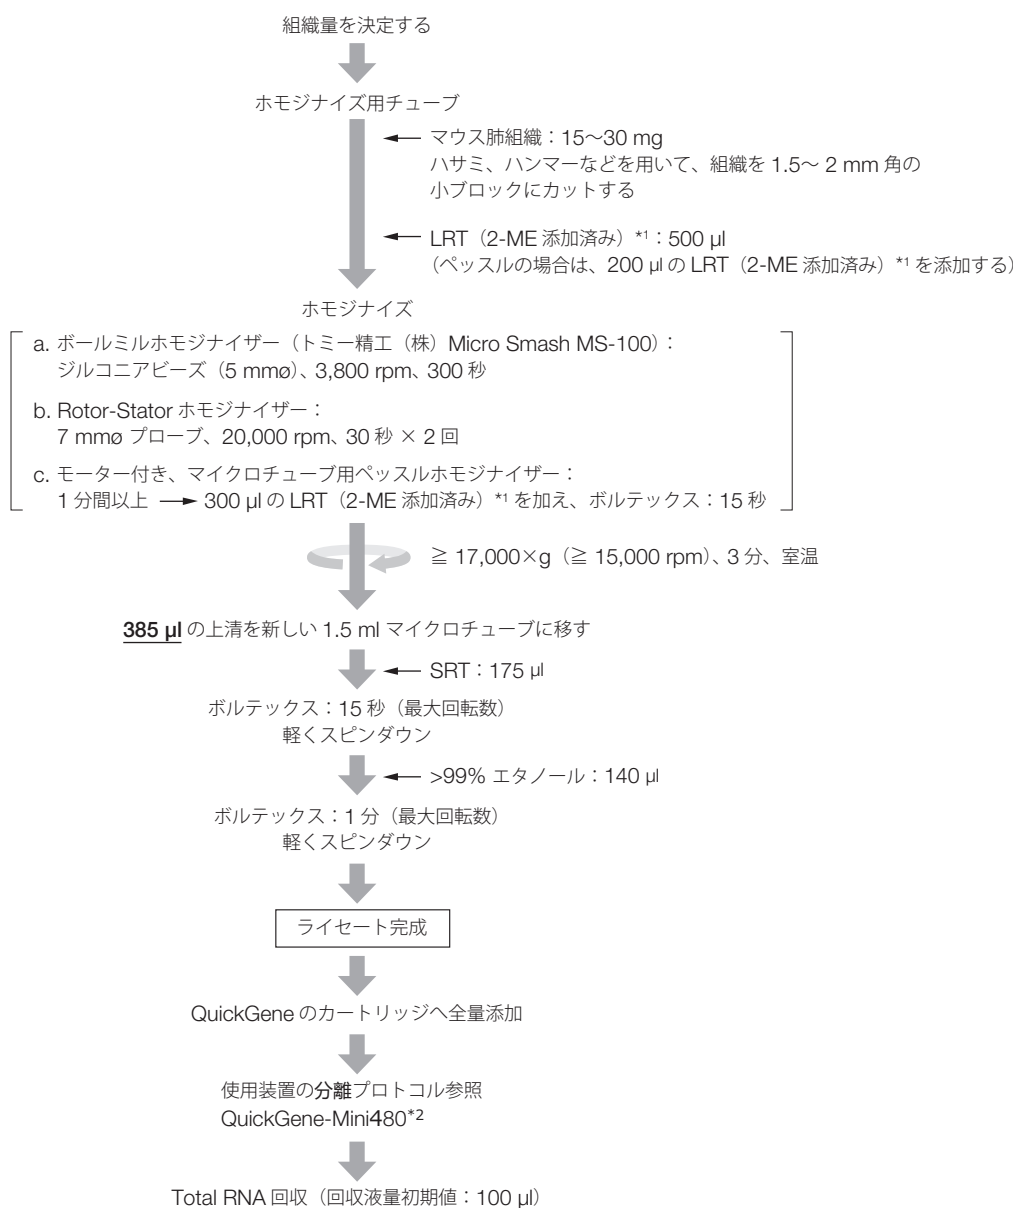 組織量を決定する
ホモジナイズ用チューブ
マウス肺組織：15～30 mg
ハサミ、ハンマーなどを用いて、組織を 1.5～ 2 mm 角の
小ブロックにカットする
LRT（2-ME 添加済み）*1：500 µl
（ペッスルの場合は、200 µl の LRT（2-ME 添加済み）*1 を添加する）
ホモジナイズ
a. ボールミルホモジナイザー（トミー精工（株）Micro Smash MS-100）：
ジルコニアビーズ（5 mmø）、3,800 rpm、300 秒
b. Rotor-Stator ホモジナイザー：
7 mmø プローブ、20,000 rpm、30 秒 × 2 回
c. モーター付き、マイクロチューブ用ペッスルホモジナイザー：
1 分間以上 → 300 µl の LRT（2-ME 添加済み）*1 を加え、ボルテックス：15 秒
≧ 17,000×g（≧ 15,000 rpm）、3 分、室温
385 µl の上清を新しい 1.5 ml マイクロチューブに移す
SRT：175 µl
ボルテックス：15 秒（最大回転数）
軽くスピンダウン
>99% エタノール：140 µl
ボルテックス：1 分（最大回転数）
軽くスピンダウン
ライセート完成
QuickGene のカートリッジへ全量添加
使用装置の分離プロトコル参照
QuickGene-Mini480*2
Total RNA 回収（回収液量初期値：100 µl）